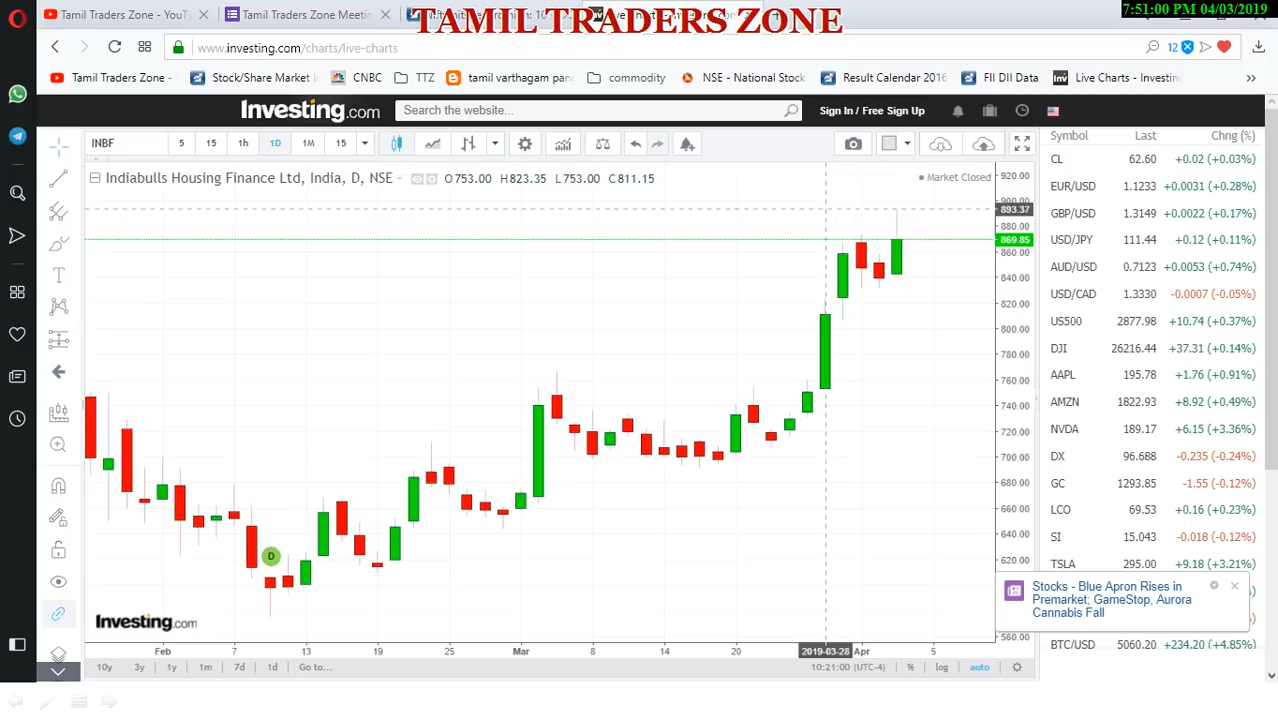 Tamil Traders Zone - YouT
Tamil Traders Zone Meetin
TAMIL TRADERS ZONE
7:51:00 PM 04/03/2019
www.investing.com/charts/live-charts
12
Tamil Traders Zone -
Stock/Share Market
CNBC
TTZ
tamil varthagam pan
commodity
NSE - National Stock
Result Calendar 2016
FII DII Data
Live Charts - Investin
Investing.com
Search the website...
Sign In / Free Sign Up
INBF
5
15
1h
1D
1M
15
Indiabulls Housing Finance Ltd, India, D, NSE
O753.00 H823.35 L753.00 C811.15
Market Closed
920.00
900.00
893.37
880.00
869.85
860.00
840.00
820.00
800.00
780.00
760.00
740.00
720.00
700.00
680.00
660.00
640.00
620.00
560.00
D
Investing.com
Feb 7 13 19 25 Mar 8 14 20 2019-03-28 Apr 5
10y 3y 1y 1m 7d 1d Go to... 10:21:00 (UTC-4) % log auto
Symbol Last Chng (%)
CL 62.60 +0.02 (+0.03%)
EUR/USD 1.1233 +0.0031 (+0.28%)
GBP/USD 1.3149 +0.0022 (+0.17%)
USD/JPY 111.44 +0.12 (+0.11%)
AUD/USD 0.7123 +0.0053 (+0.74%)
USD/CAD 1.3330 -0.0007 (-0.05%)
US500 2877.98 +10.74 (+0.37%)
DJI 26216.44 +37.31 (+0.14%)
AAPL 195.78 +1.76 (+0.91%)
AMZN 1822.93 +8.92 (+0.49%)
NVDA 189.17 +6.15 (+3.36%)
DX 96.688 -0.235 (-0.24%)
GC 1293.85 -1.55 (-0.12%)
LCO 69.53 +0.16 (+0.23%)
SI 15.043 -0.018 (-0.12%)
TSLA 295.00 +9.18 (+3.21%)
Stocks - Blue Apron Rises in
Premarket; GameStop, Aurora
Cannabis Fall
BTC/USD 5060.20 +234.20 (+4.85%)